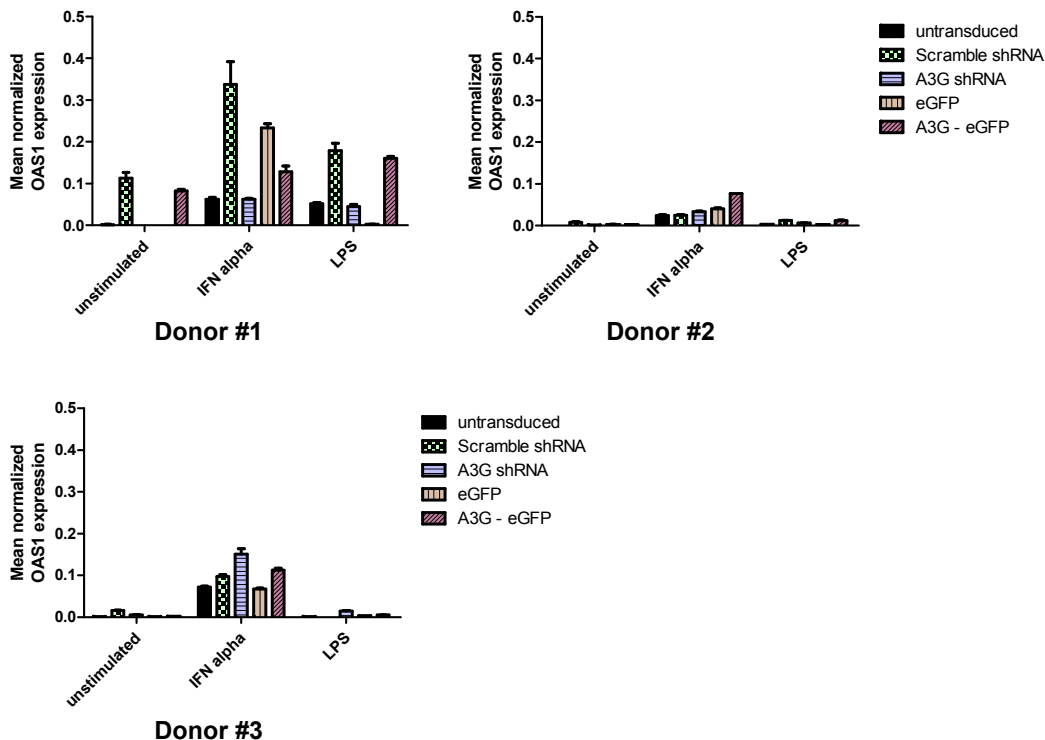 Mean normalized
OAS1 expression
0.5
0.4
0.3
0.2
0.1
0.0
unstimulated
IFN alpha
LPS
Donor #1
Mean normalized
OAS1 expression
0.5
0.4
0.3
0.2
0.1
0.0
unstimulated
IFN alpha
LPS
Donor #2
untransduced
Scramble shRNA
A3G shRNA
eGFP
A3G - eGFP
Mean normalized
OAS1 expression
0.5
0.4
0.3
0.2
0.1
0.0
unstimulated
IFN alpha
LPS
Donor #3
untransduced
Scramble shRNA
A3G shRNA
eGFP
A3G - eGFP